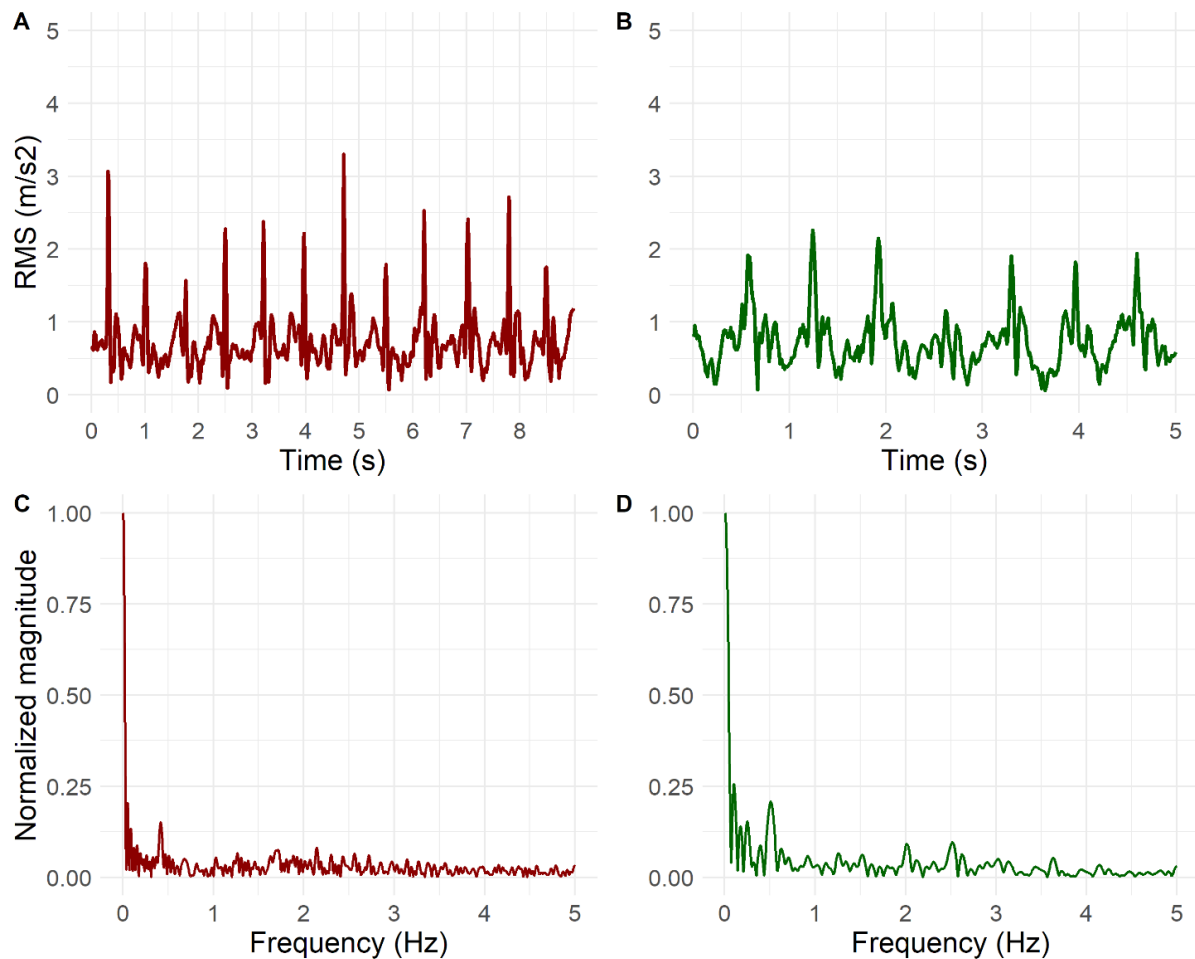 A
5
4
3
2
1
0
RMS (m/s2)
0 1 2 3 4 5 6 7 8
Time (s)
B
5
4
3
2
1
0
0 1 2 3 4 5
Time (s)
C
1.00
0.75
0.50
0.25
0.00
Normalized magnitude
0 1 2 3 4 5
Frequency (Hz)
D
1.00
0.75
0.50
0.25
0.00
0 1 2 3 4 5
Frequency (Hz)